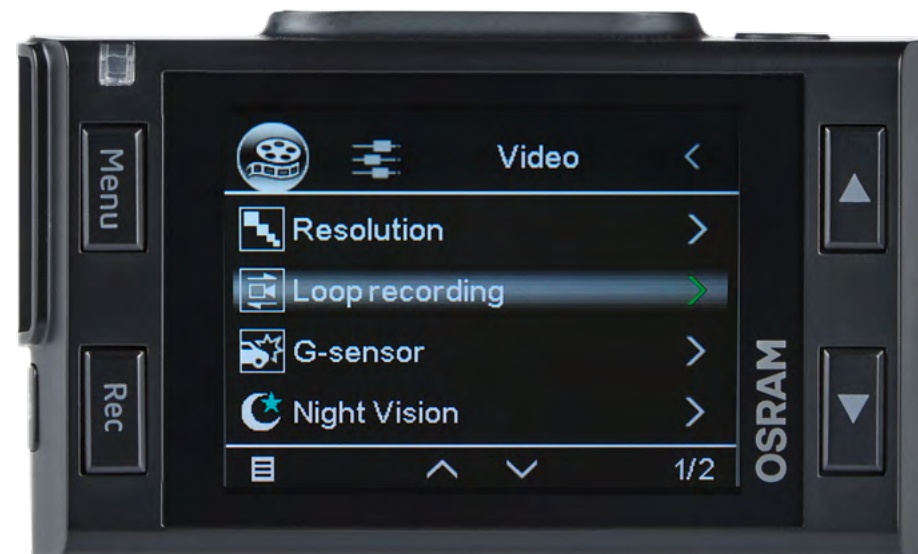 Menu
Rec
Video
Resolution
Loop recording
G-sensor
Night Vision
1/2
OSRAM